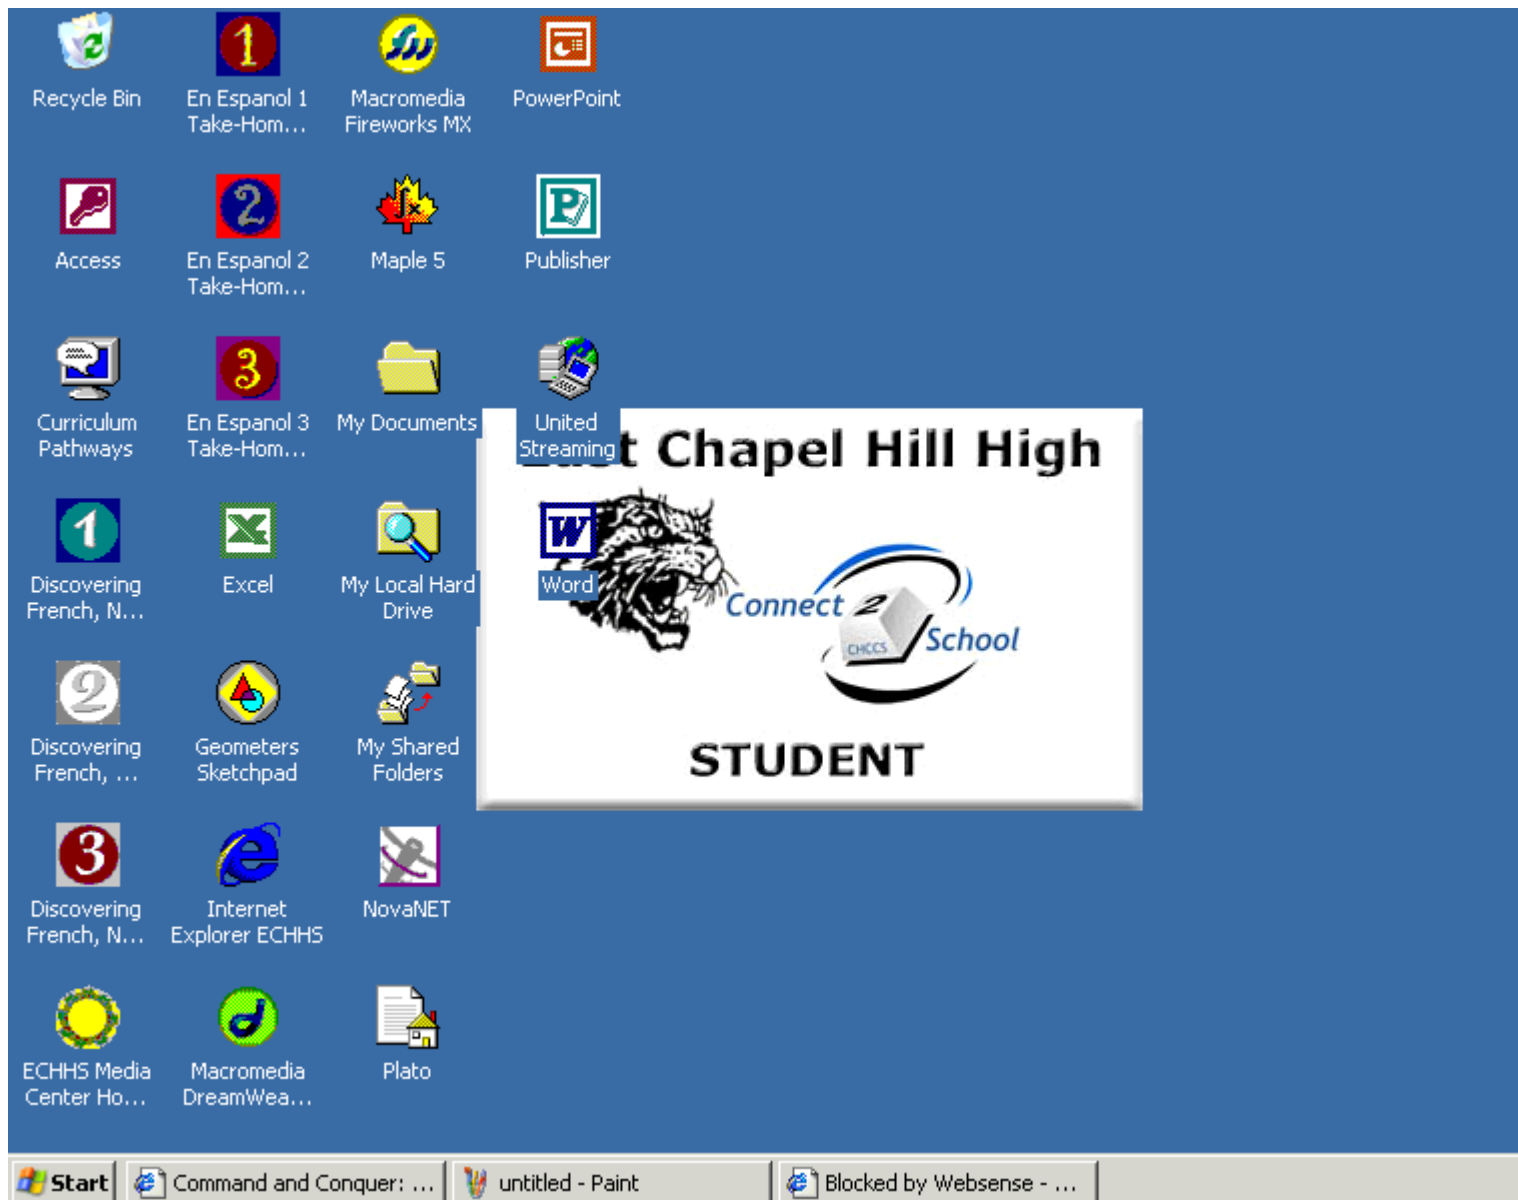 Recycle Bin
En Espanol 1
Take-Hom...
Macromedia
Fireworks MX
PowerPoint
Access
En Espanol 2
Take-Hom...
Maple 5
Publisher
Curriculum
Pathways
En Espanol 3
Take-Hom...
My Documents
United
Streaming
Chapel Hill High
Discovering
French, N...
Excel
My Local Hard
Drive
Word
Connect 2
School
CHCCS
Discovering
French, ...
Geometers
Sketchpad
My Shared
Folders
STUDENT
Discovering
French, N...
Internet
Explorer ECHHS
NovaNET
ECHHS Media
Center Ho...
Macromedia
DreamWea...
Plato
Start
Command and Conquer: ...
untitled - Paint
Blocked by Websense - ...